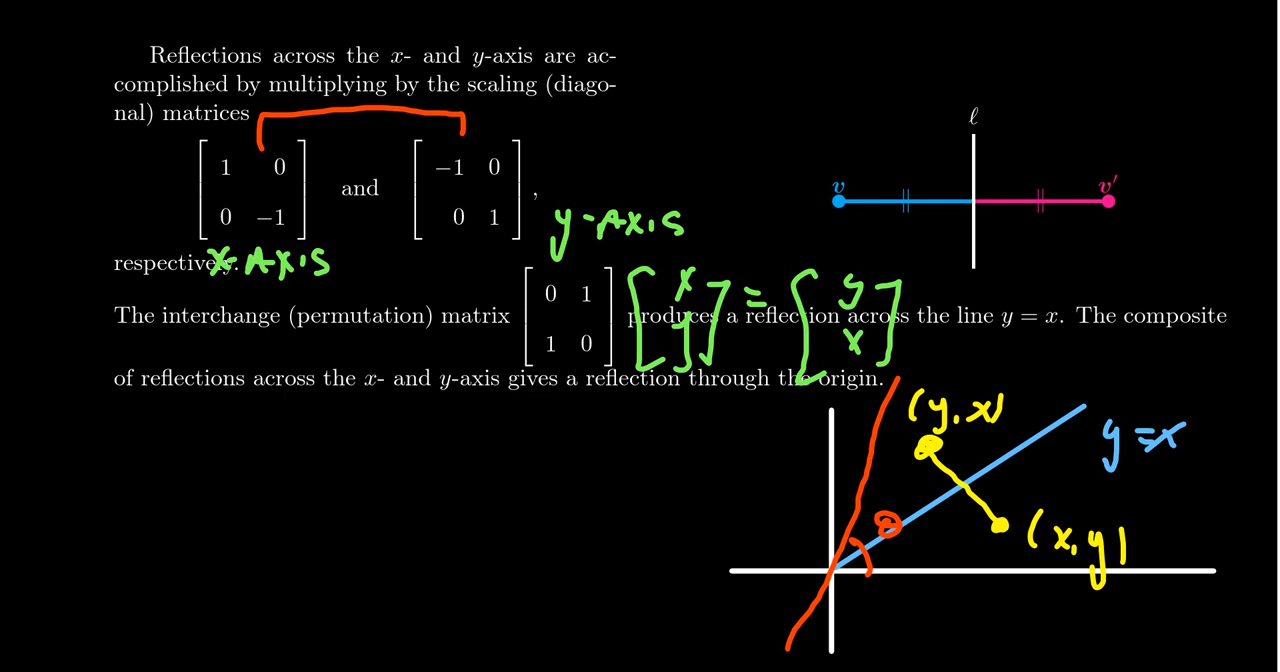 Reflections across the x- and y-axis are ac-
complished by multiplying by the scaling (diago-
nal) matrices
[ 1 0 ] and [ −1 0 ] ,
[ 0 −1 ] [ 0 1 ]
respectively.
x-AXIS
y-AXIS
ℓ
v v′
The interchange (permutation) matrix [ 0 1 ; 1 0 ] [ x ; y ] = [ y ; x ] produces a reflection across the line y = x. The composite
of reflections across the x- and y-axis gives a reflection through the origin.
(y, x)
y = x
(x, y)